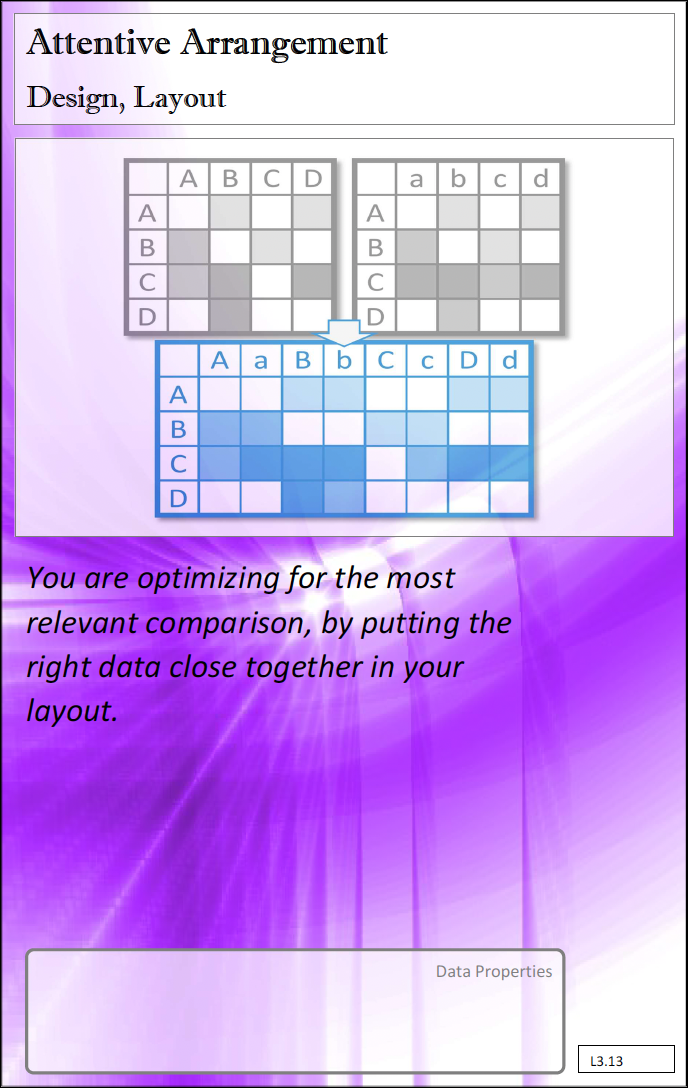 Attentive Arrangement
Design, Layout
A B C D
A
B
C
D
a b c d
A
B
C
D
A a B b C c D d
A
B
C
D
You are optimizing for the most
relevant comparison, by putting the
right data close together in your
layout.
Data Properties
L3.13